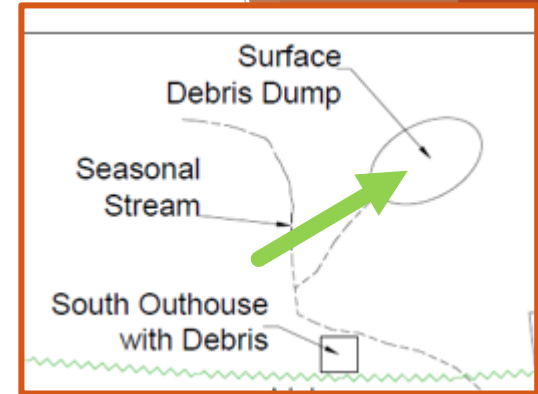 Surface
Debris Dump
Seasonal
Stream
South Outhouse
with Debris